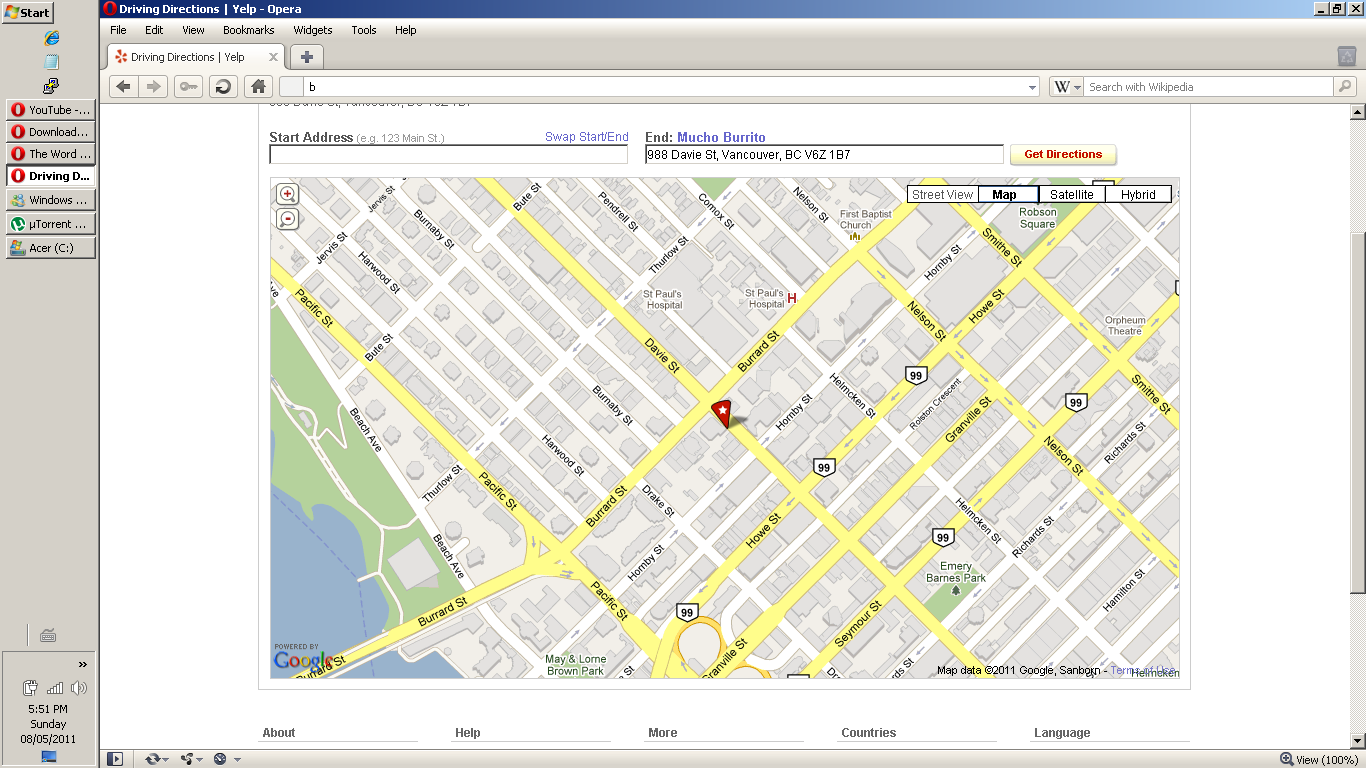 Start
Driving Directions | Yelp - Opera
File Edit View Bookmarks Widgets Tools Help
Driving Directions | Yelp
b
W Search with Wikipedia
YouTube -...
Download...
The Word ...
Driving D...
Windows ...
µTorrent ...
Acer (C:)
Start Address (e.g. 123 Main St.) Swap Start/End
End: Mucho Burrito
988 Davie St, Vancouver, BC V6Z 1B7
Get Directions
Street View Map Satellite Hybrid
Jervis St
Bute St
Pendrell St
Comox St
Nelson St
First Baptist
Church
Robson
Square
Burnaby St
Jervis St
Harwood St
Thurlow St
Hornby St
Smithe St
Pacific St
St Paul's
Hospital
St Paul's
Hospital H
Howe St
Nelson St
Orpheum
Theatre
Ave
Bute St
Davie St
Burrard St
99
Helmcken St
Rolston Crescent
99
Smithe St
Burnaby St
Hornby St
Granville St
Beach Ave
Harwood St
Nelson St
Richards St
Thurlow St
Pacific St
99
Burrard St
Drake St
Howe St
Helmcken St
Richards St
99
Beach Ave
Hornby St
Emery
Barnes Park
Hamilton St
Burrard St
Pacific St
99
Seymour St
POWERED BY
Google
Burrard St
May & Lorne
Brown Park
Granville St
Map data ©2011 Google, Sanborn - Terms of Use
Helmcken
About Help More Countries Language
»
5:51 PM
Sunday
08/05/2011
View (100%)